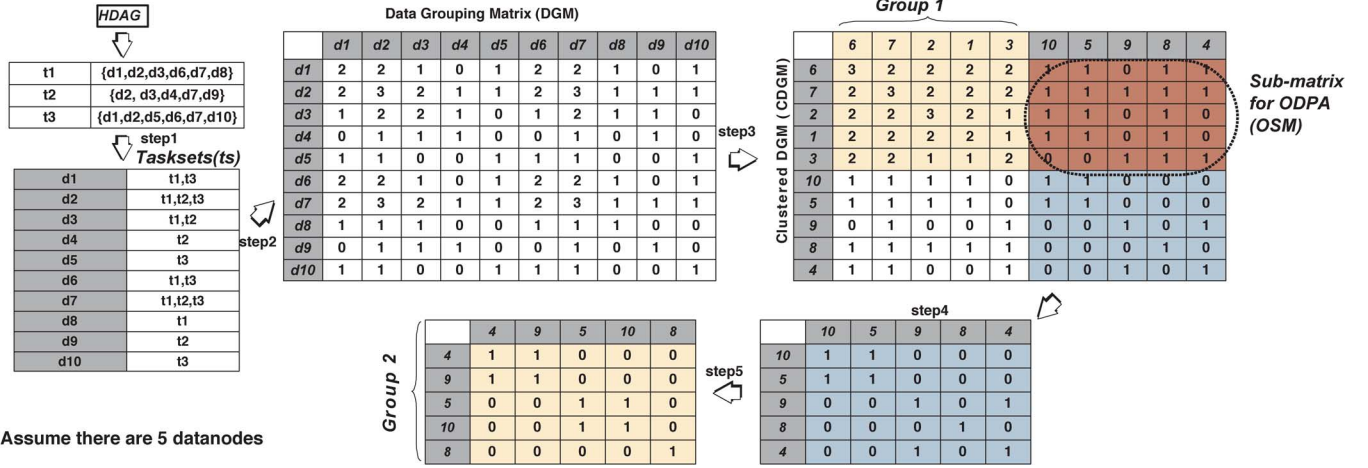 HDAG
t1 {d1,d2,d3,d6,d7,d8}
t2 {d2, d3,d4,d7,d9}
t3 {d1,d2,d5,d6,d7,d10}
step1
Tasksets(ts)
d1 t1,t3
d2 t1,t2,t3
d3 t1,t2
d4 t2
d5 t3
d6 t1,t3
d7 t1,t2,t3
d8 t1
d9 t2
d10 t3
step2
Data Grouping Matrix (DGM)
d1 d2 d3 d4 d5 d6 d7 d8 d9 d10
d1 2 2 1 0 1 2 2 1 0 1
d2 2 3 2 1 1 2 3 1 1 1
d3 1 2 2 1 0 1 2 1 1 0
d4 0 1 1 1 0 0 1 0 1 0
d5 1 1 0 0 1 1 1 0 0 1
d6 2 2 1 0 1 2 2 1 0 1
d7 2 3 2 1 1 2 3 1 1 1
d8 1 1 1 0 0 1 1 1 0 0
d9 0 1 1 1 0 0 1 0 1 0
d10 1 1 0 0 1 1 1 0 0 1
step3
Group 1
Clustered DGM (CDGM)
6 7 2 1 3 10 5 9 8 4
6 3 2 2 2 2 1 1 0 1 1
7 2 3 2 2 2 1 1 1 1 1
2 2 2 3 2 1 1 1 0 1 0
1 2 2 2 2 1 1 1 0 1 0
3 2 2 1 1 2 0 0 1 1 1
10 1 1 1 1 0 1 1 0 0 0
5 1 1 1 1 0 1 1 0 0 0
9 0 1 0 0 1 0 0 1 0 1
8 1 1 1 1 1 0 0 0 1 0
4 1 1 0 0 1 0 0 1 0 1
Sub-matrix
for ODPA
(OSM)
step4
10 5 9 8 4
10 1 1 0 0 0
5 1 1 0 0 0
9 0 0 1 0 1
8 0 0 0 1 0
4 0 0 1 0 1
step5
Group 2
4 9 5 10 8
4 1 1 0 0 0
9 1 1 0 0 0
5 0 0 1 1 0
10 0 0 1 1 0
8 0 0 0 0 1
Assume there are 5 datanodes